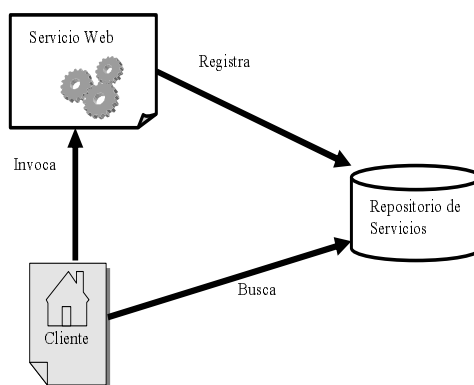 Servicio Web
Registra
Invoca
Repositorio de
Servicios
Busca
Cliente